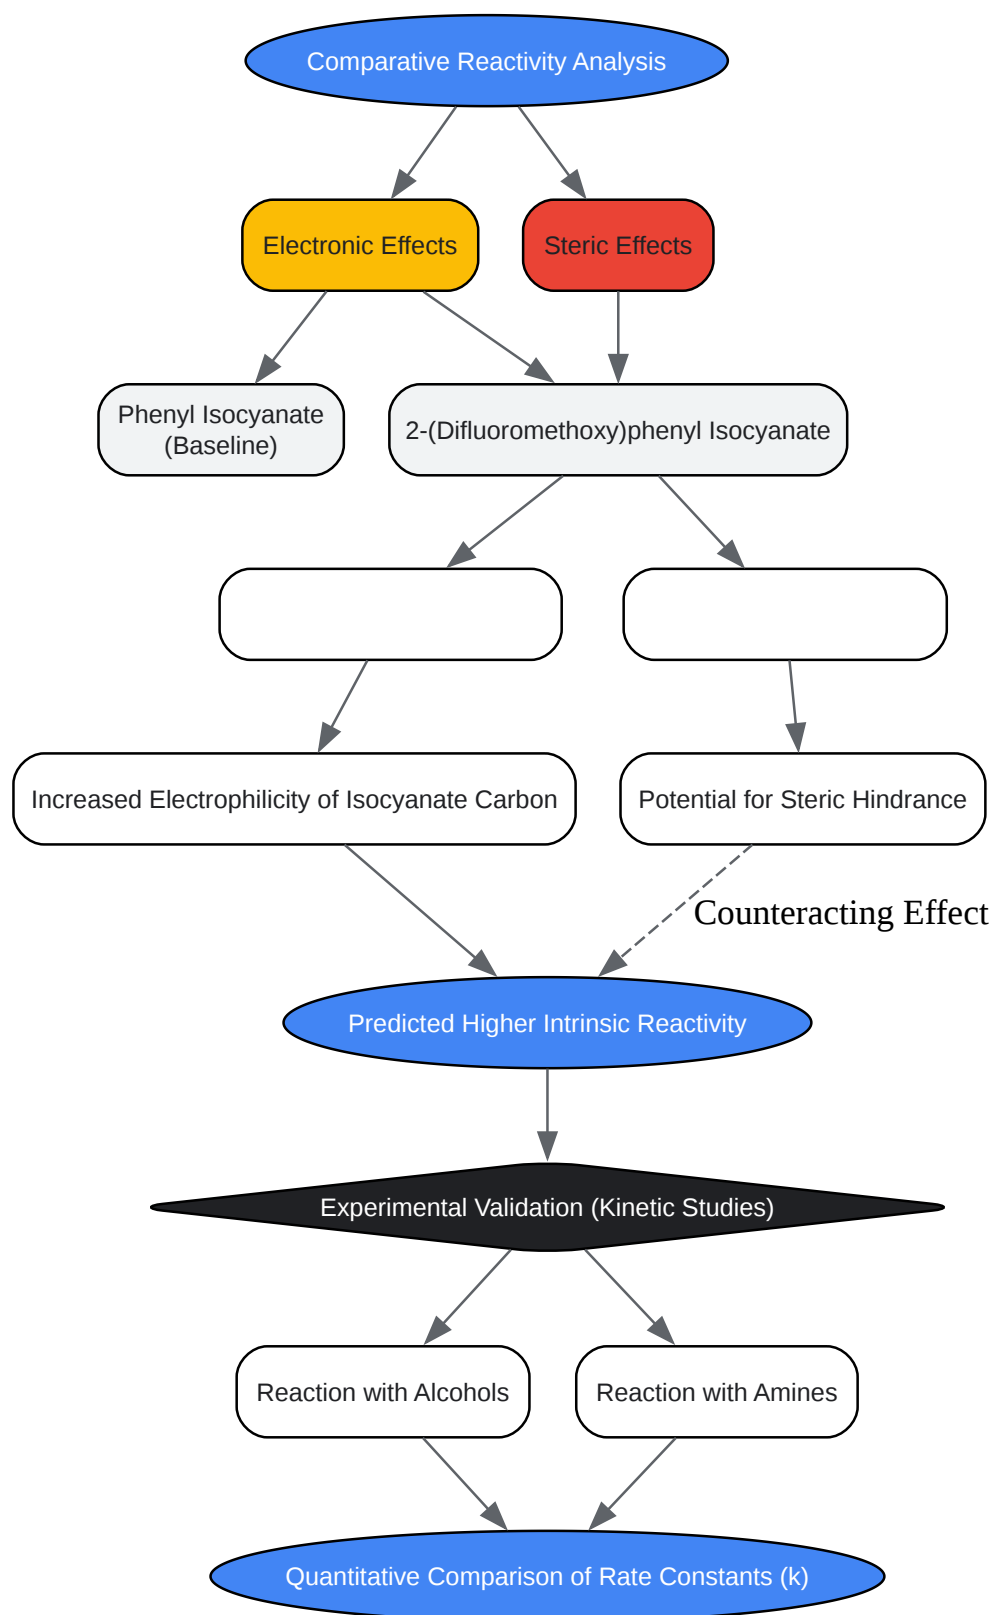 Comparative Reactivity Analysis
Electronic Effects
Steric Effects
Phenyl Isocyanate
(Baseline)
2-(Difluoromethoxy)phenyl Isocyanate
Increased Electrophilicity of Isocyanate Carbon
Potential for Steric Hindrance
Counteracting Effect
Predicted Higher Intrinsic Reactivity
Experimental Validation (Kinetic Studies)
Reaction with Alcohols
Reaction with Amines
Quantitative Comparison of Rate Constants (k)